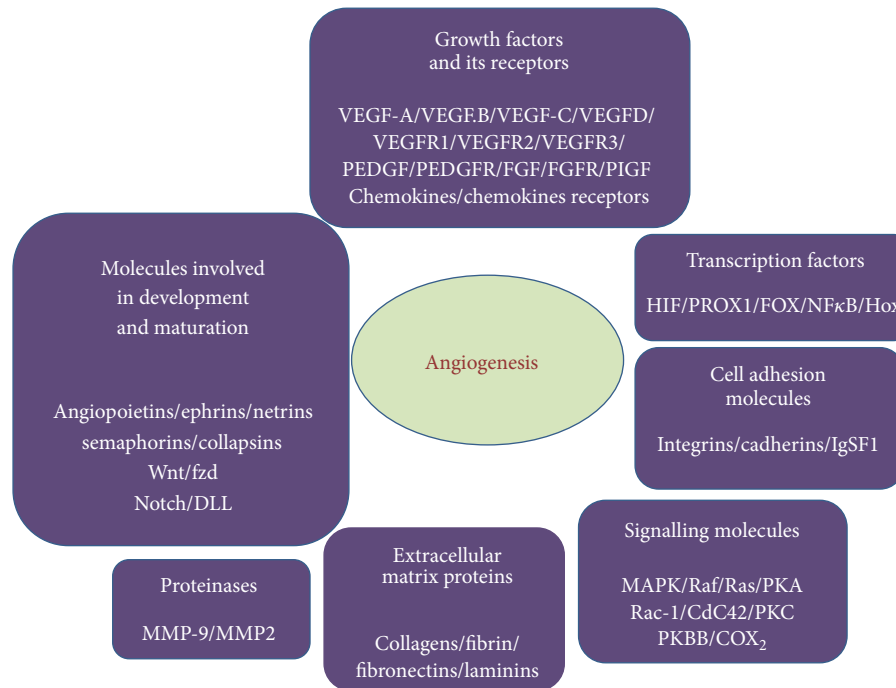 Growth factors
and its receptors
VEGF-A/VEGF.B/VEGF-C/VEGFD/
VEGFR1/VEGFR2/VEGFR3/
PEDGF/PEDGFR/FGF/FGFR/PIGF
Chemokines/chemokines receptors
Molecules involved
in development
and maturation
Angiopoietins/ephrins/netrins
semaphorins/collapsins
Wnt/fzd
Notch/DLL
Angiogenesis
Transcription factors
HIF/PROX1/FOX/NFκB/Hox
Cell adhesion
molecules
Integrins/cadherins/IgSF1
Signalling molecules
MAPK/Raf/Ras/PKA
Rac-1/CdC42/PKC
PKBB/COX₂
Proteinases
MMP-9/MMP2
Extracellular
matrix proteins
Collagens/fibrin/
fibronectins/laminins